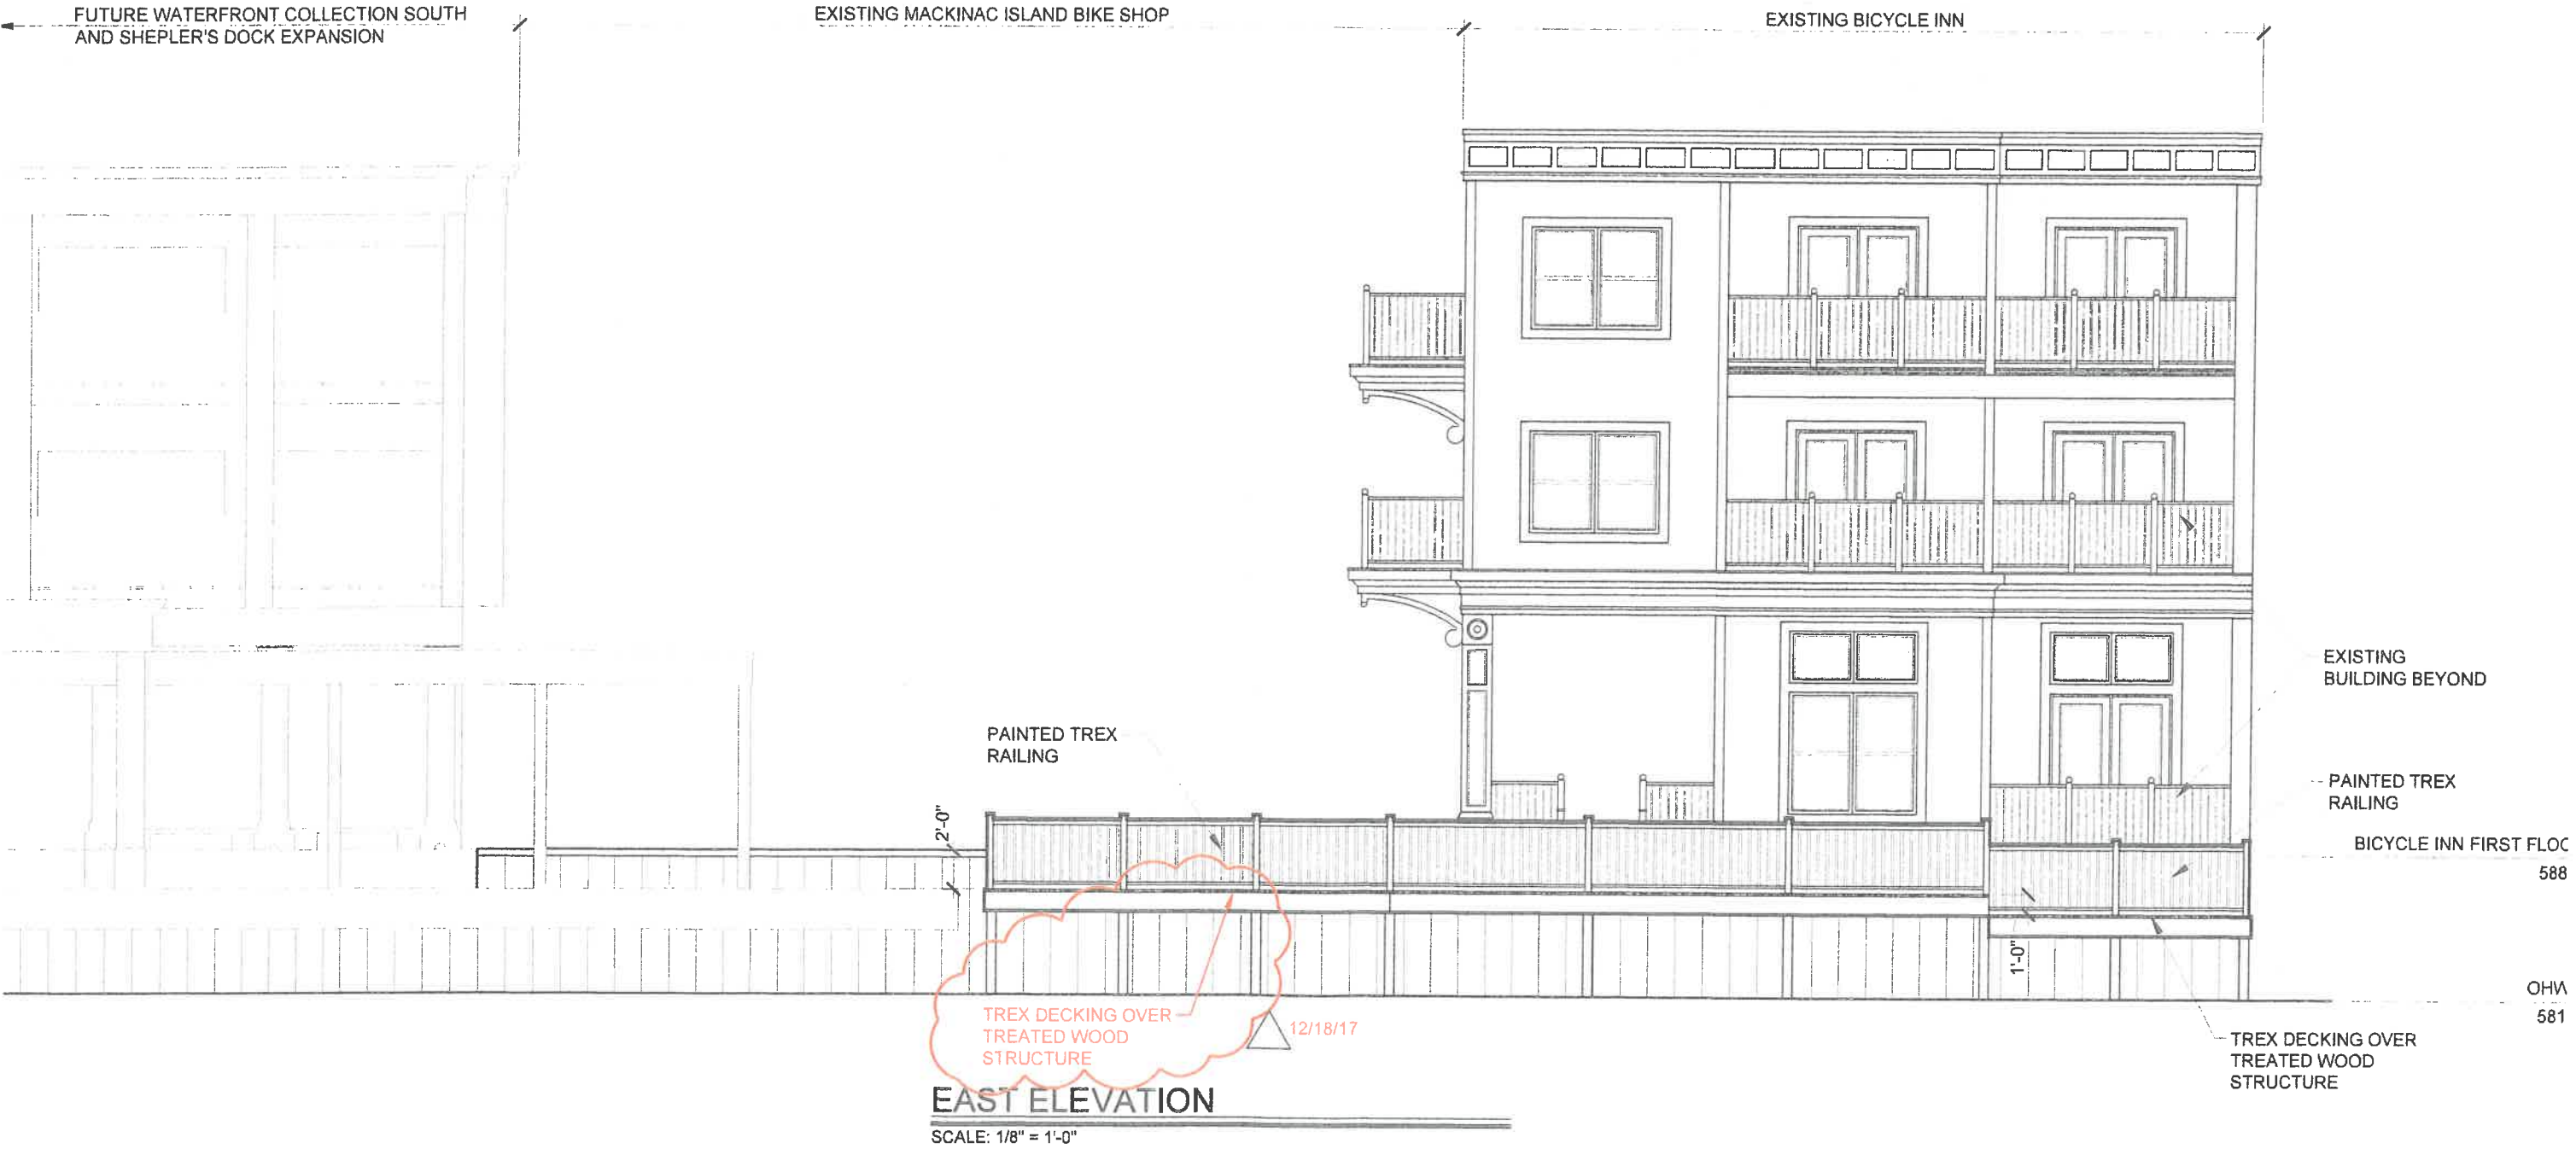 FUTURE WATERFRONT COLLECTION SOUTH
AND SHEPLER'S DOCK EXPANSION
EXISTING MACKINAC ISLAND BIKE SHOP
EXISTING BICYCLE INN
EXISTING
BUILDING BEYOND
PAINTED TREX
RAILING
PAINTED TREX
RAILING
2'-0"
BICYCLE INN FIRST FLOO
588
1'-0"
OHW
581
TREX DECKING OVER
TREATED WOOD
STRUCTURE
12/18/17
TREX DECKING OVER
TREATED WOOD
STRUCTURE
EAST ELEVATION
SCALE: 1/8" = 1'-0"